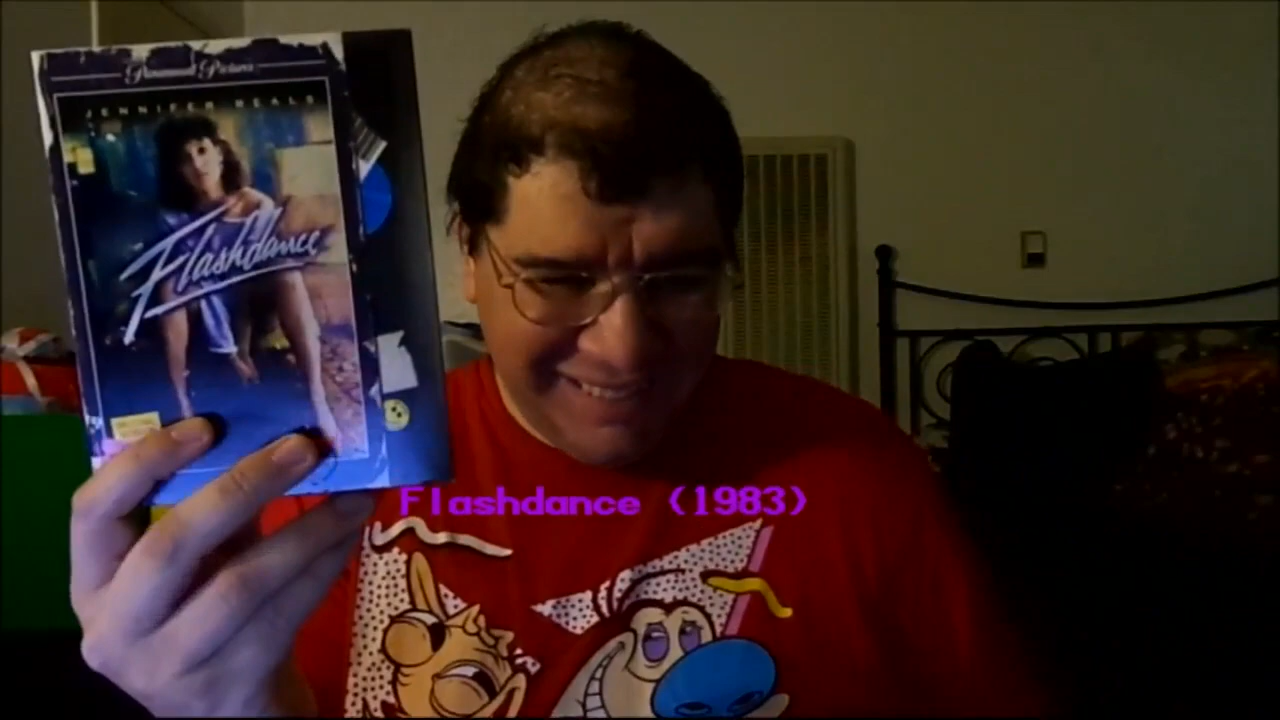 Paramount Pictures
JENNIFER BEALS
Flashdance
Flashdance (1983)